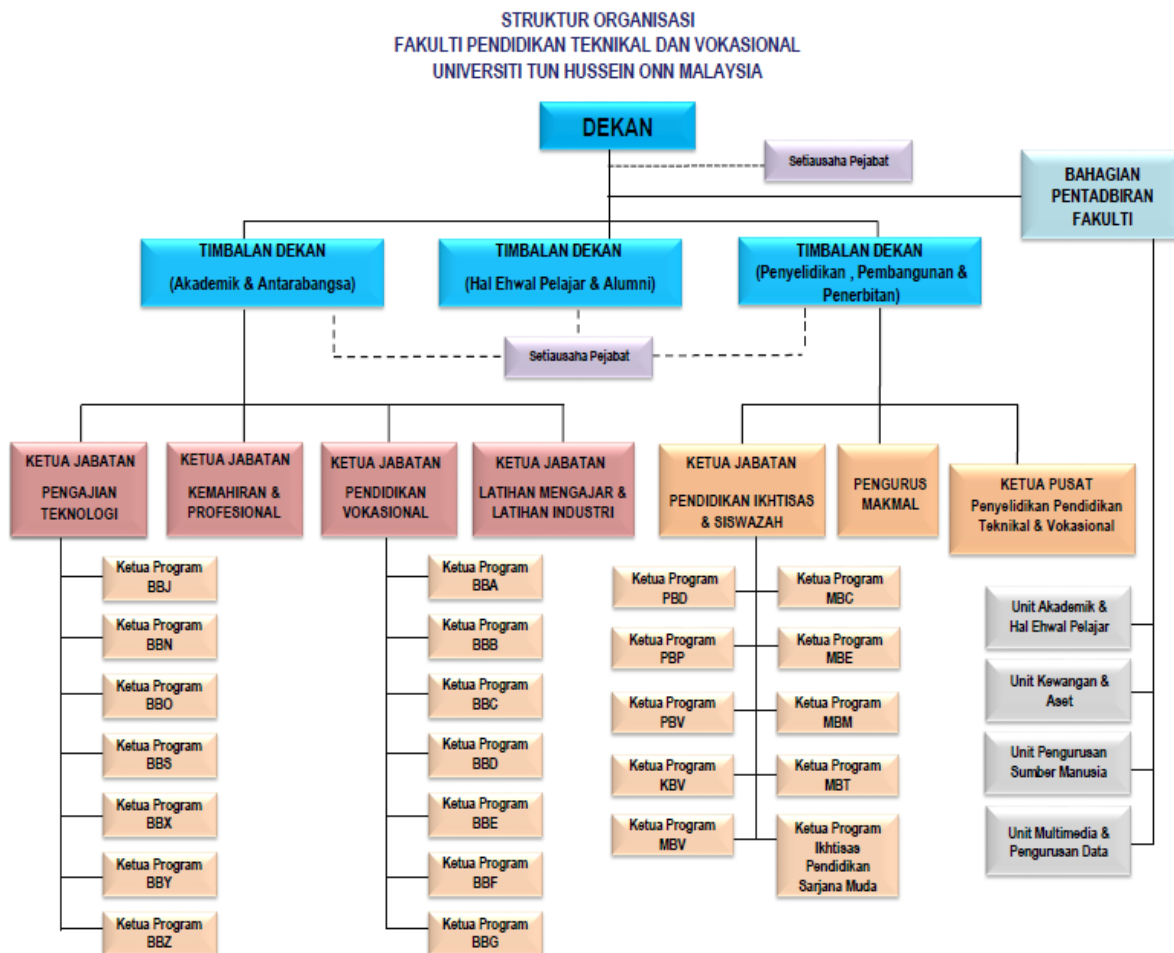 STRUKTUR ORGANISASI
FAKULTI PENDIDIKAN TEKNIKAL DAN VOKASIONAL
UNIVERSITI TUN HUSSEIN ONN MALAYSIA
DEKAN
Setiausaha Pejabat
BAHAGIAN
PENTADBIRAN
FAKULTI
TIMBALAN DEKAN
(Akademik & Antarabangsa)
TIMBALAN DEKAN
(Hal Ehwal Pelajar & Alumni)
TIMBALAN DEKAN
(Penyelidikan , Pembangunan &
Penerbitan)
Setiausaha Pejabat
KETUA JABATAN
PENGAJIAN
TEKNOLOGI
KETUA JABATAN
KEMAHIRAN &
PROFESIONAL
KETUA JABATAN
PENDIDIKAN
VOKASIONAL
KETUA JABATAN
LATIHAN MENGAJAR &
LATIHAN INDUSTRI
KETUA JABATAN
PENDIDIKAN IKHTISAS
& SISWAZAH
PENGURUS
MAKMAL
KETUA PUSAT
Penyelidikan Pendidikan
Teknikal & Vokasional
Ketua Program
BBJ
Ketua Program
BBN
Ketua Program
BBO
Ketua Program
BBS
Ketua Program
BBX
Ketua Program
BBY
Ketua Program
BBZ
Ketua Program
BBA
Ketua Program
BBB
Ketua Program
BBC
Ketua Program
BBD
Ketua Program
BBE
Ketua Program
BBF
Ketua Program
BBG
Ketua Program
PBD
Ketua Program
PBP
Ketua Program
PBV
Ketua Program
KBV
Ketua Program
MBV
Ketua Program
MBC
Ketua Program
MBE
Ketua Program
MBM
Ketua Program
MBT
Ketua Program
Ikhtisas
Pendidikan
Sarjana Muda
Unit Akademik &
Hal Ehwal Pelajar
Unit Kewangan &
Aset
Unit Pengurusan
Sumber Manusia
Unit Multimedia &
Pengurusan Data